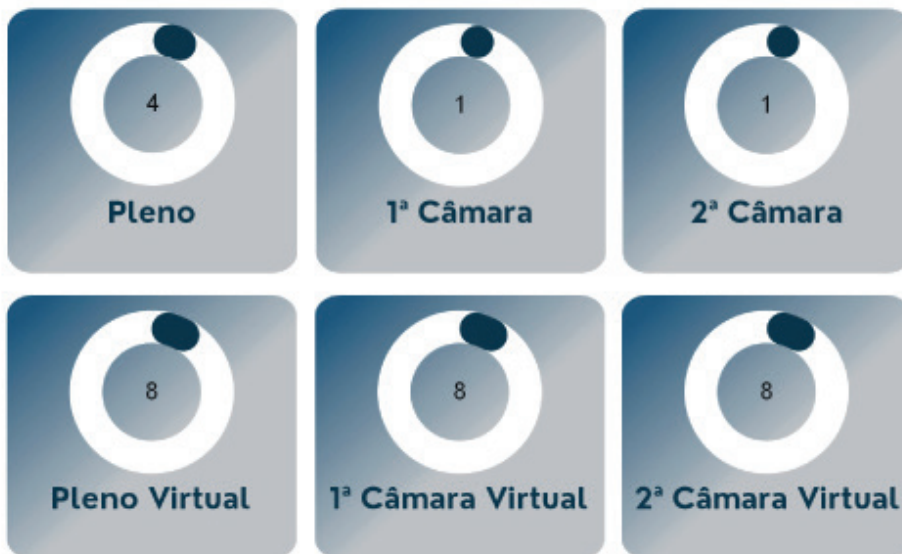 4
Pleno
1
1ª Câmara
1
2ª Câmara
8
Pleno Virtual
8
1ª Câmara Virtual
8
2ª Câmara Virtual